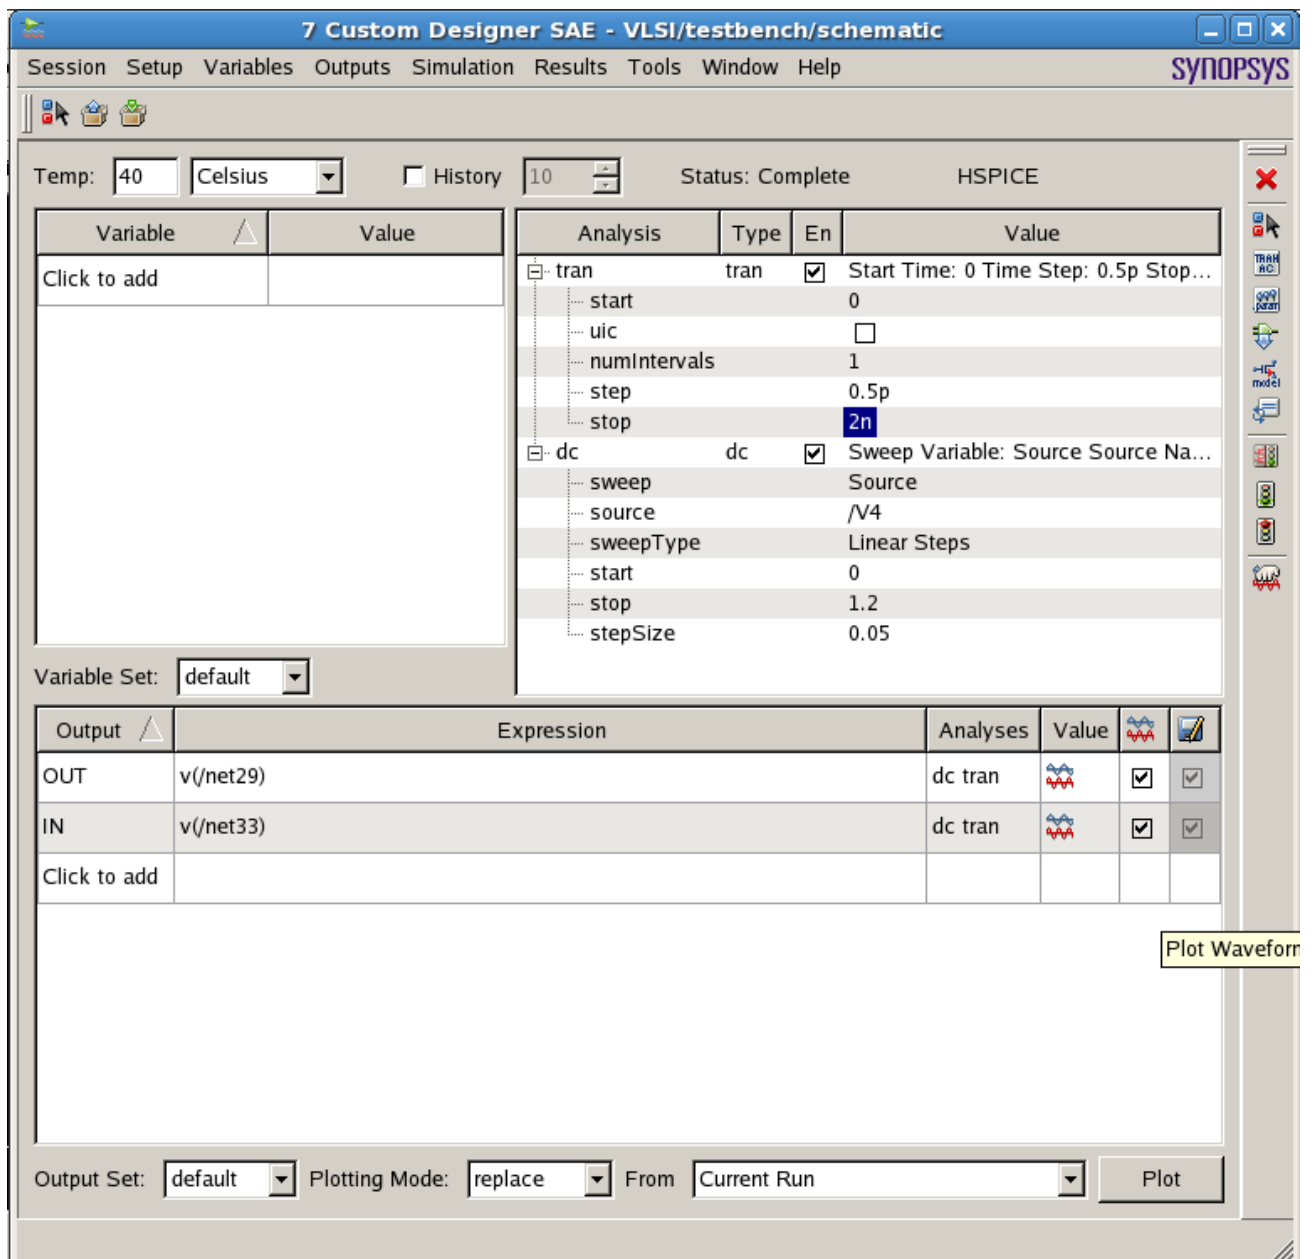 7 Custom Designer SAE - VLSI/testbench/schematic
Session Setup Variables Outputs Simulation Results Tools Window Help SYNOPSYS
Temp: 40 Celsius History 10 Status: Complete HSPICE
Variable Value
Click to add
Analysis Type En Value
tran tran Start Time: 0 Time Step: 0.5p Stop...
start 0
uic
numIntervals 1
step 0.5p
stop 2n
dc dc Sweep Variable: Source Source Na...
sweep Source
source /V4
sweepType Linear Steps
start 0
stop 1.2
stepSize 0.05
TRAN
AC
.param
model
Variable Set: default
Output Expression Analyses Value
OUT v(/net29) dc tran
IN v(/net33) dc tran
Click to add
Plot Waveform
Output Set: default Plotting Mode: replace From Current Run Plot